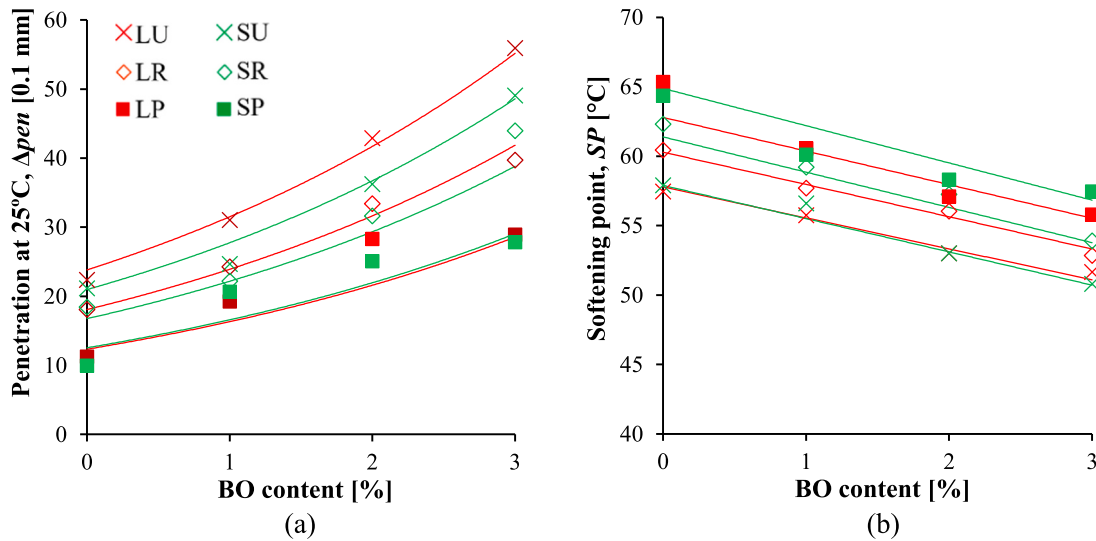 Penetration at 25°C, Δpen [0.1 mm]
60
50
40
30
20
10
0
LU SU
LR SR
LP SP
0 1 2 3
BO content [%]
(a)
Softening point, SP [°C]
70
65
60
55
50
45
40
0 1 2 3
BO content [%]
(b)